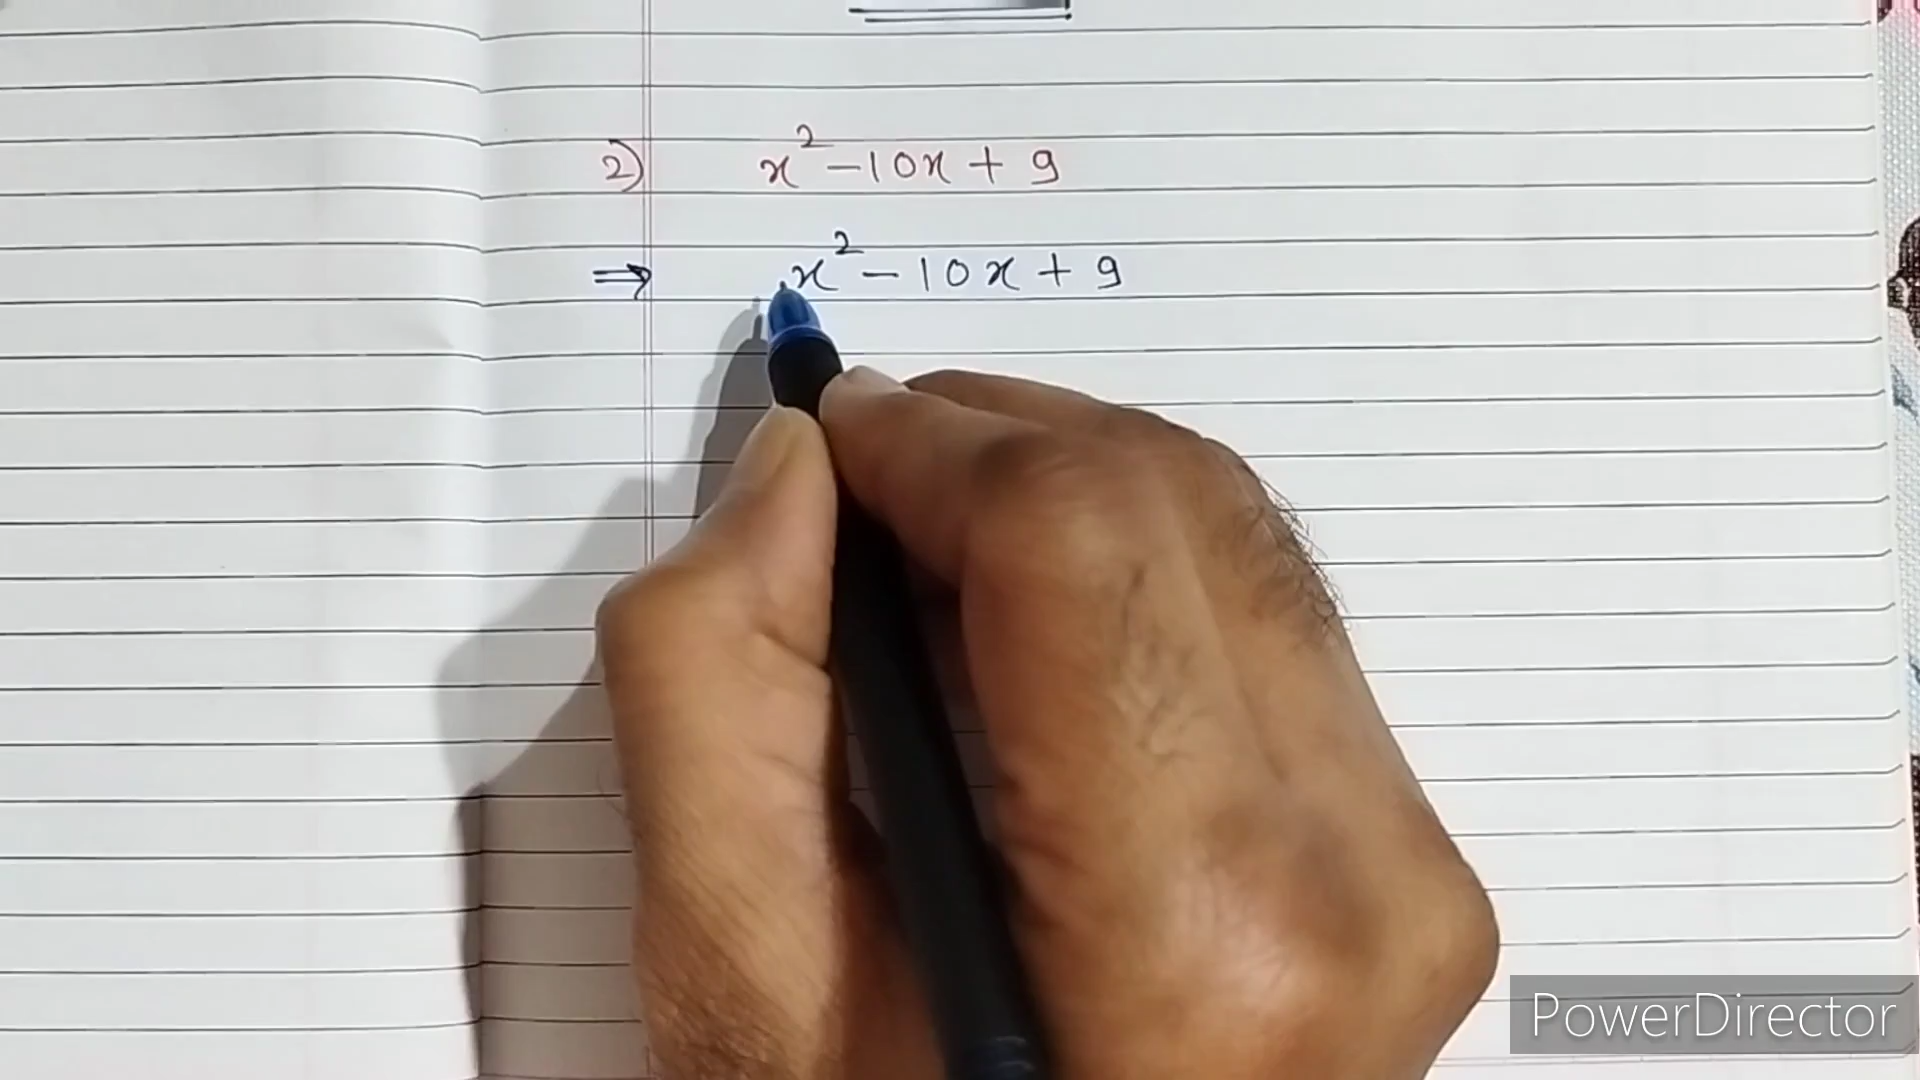 2) x² - 10x + 9
⇒ x² - 10x + 9
PowerDirector